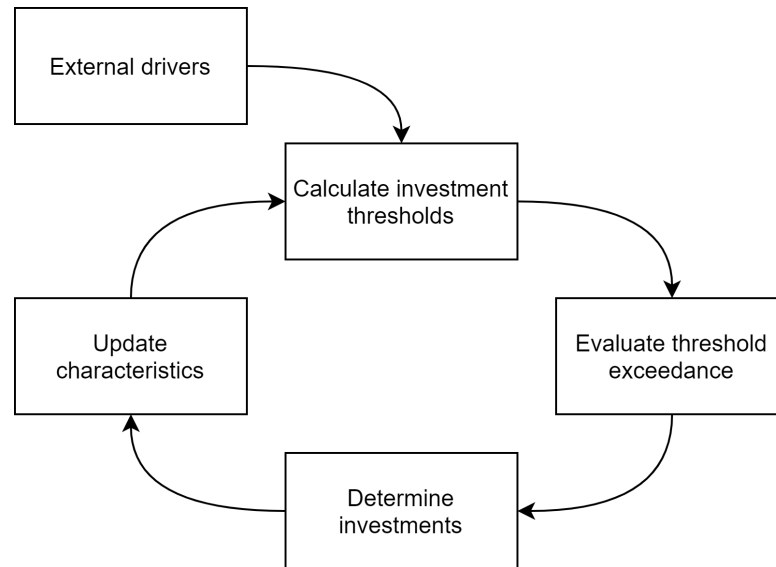 External drivers
Calculate investment
thresholds
Evaluate threshold
exceedance
Determine
investments
Update
characteristics